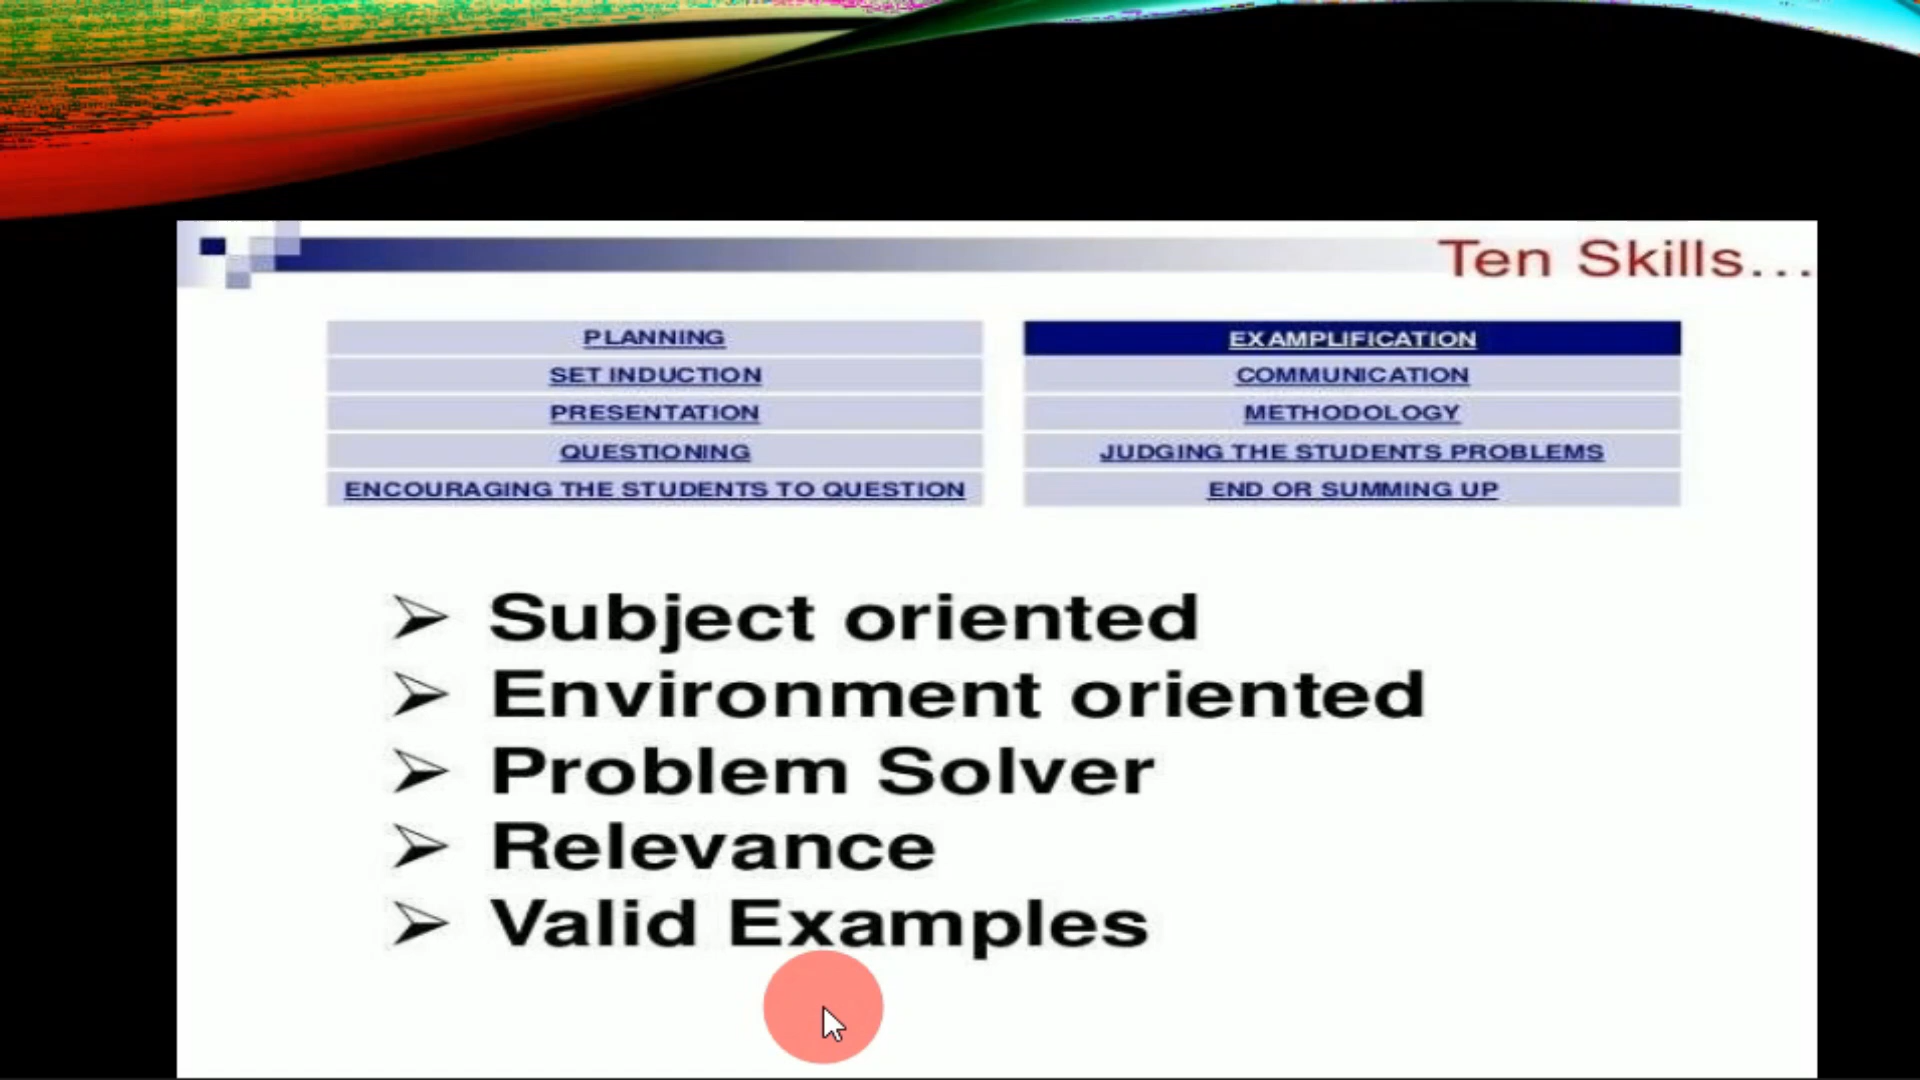 Ten Skills...
PLANNING
SET INDUCTION
PRESENTATION
QUESTIONING
ENCOURAGING THE STUDENTS TO QUESTION
EXAMPLIFICATION
COMMUNICATION
METHODOLOGY
JUDGING THE STUDENTS PROBLEMS
END OR SUMMING UP
➢ Subject oriented
➢ Environment oriented
➢ Problem Solver
➢ Relevance
➢ Valid Examples